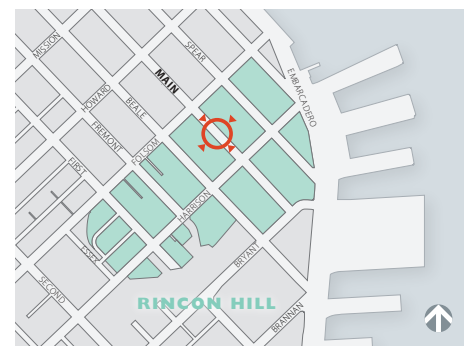 MISSION
SPEAR
MAIN
EMBARCADERO
HOWARD
BEALE
FREMONT
FOLSOM
FIRST
HARRISON
ESSEX
BRYANT
SECOND
RINCON HILL
BRANNAN